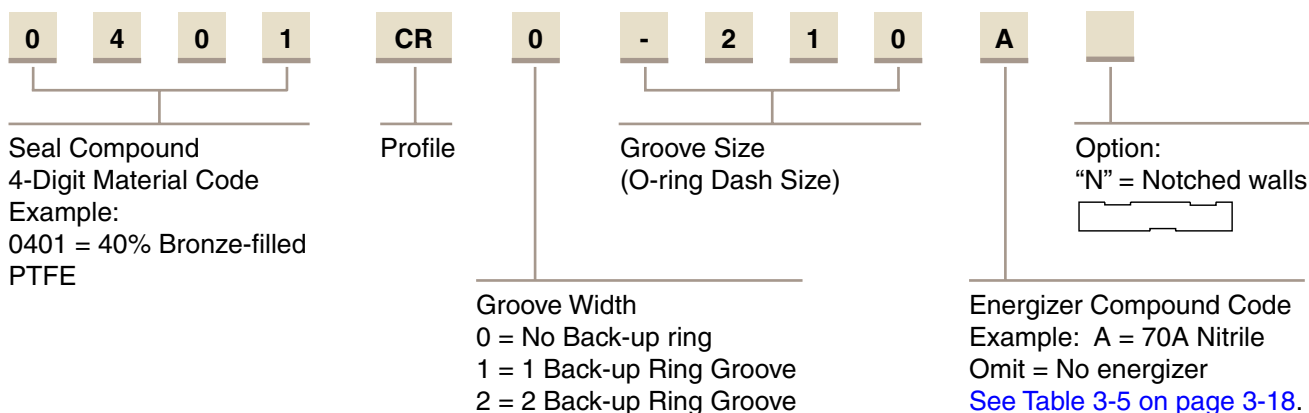 0 4 0 1 CR 0 - 2 1 0 A
Seal Compound
4-Digit Material Code
Example:
0401 = 40% Bronze-filled
PTFE
Profile
Groove Size
(O-ring Dash Size)
Option:
“N” = Notched walls
Groove Width
0 = No Back-up ring
1 = 1 Back-up Ring Groove
2 = 2 Back-up Ring Groove
Energizer Compound Code
Example: A = 70A Nitrile
Omit = No energizer
See Table 3-5 on page 3-18.